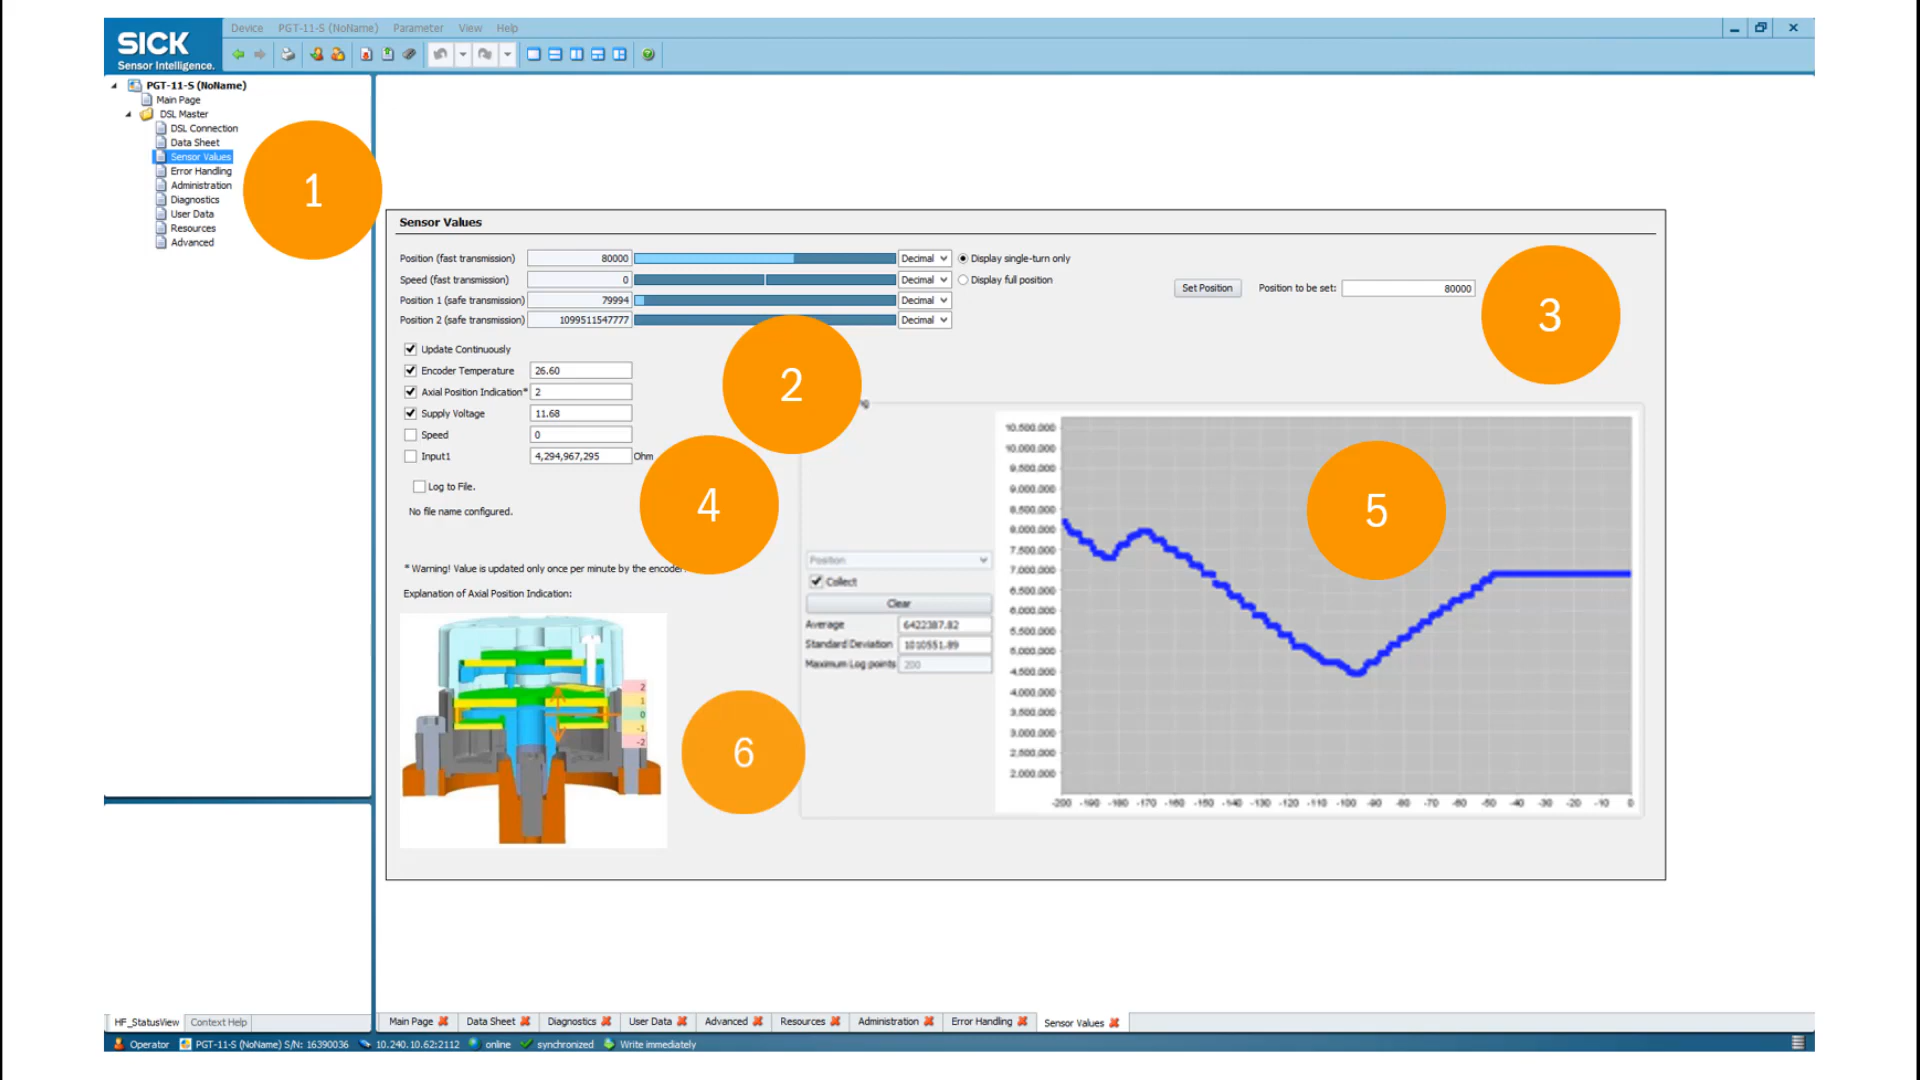 SICK
Sensor Intelligence.
Device PGT-11-S (NoName) Parameter View Help
PGT-11-S (NoName)
Main Page
DSL Master
DSL Connection
Data Sheet
Sensor Values
Error Handling
Administration
Diagnostics
User Data
Resources
Advanced
1
Sensor Values
Position (fast transmission) 80000 Decimal Display single-turn only
Speed (fast transmission) 0 Decimal Display full position
Position 1 (safe transmission) 79994 Decimal
Position 2 (safe transmission) 1099511547777 Decimal
Set Position Position to be set: 80000
3
Update Continuously
Encoder Temperature 26.60
Axial Position Indication* 2
Supply Voltage 11.68
Speed 0
Input1 4,294,967,295 Ohm
2
Log to File.
No file name configured.
4
* Warning! Value is updated only once per minute by the encoder
Explanation of Axial Position Indication:
2
1
0
-1
-2
6
Position
Collect
Clear
Average 6422387.82
Standard Deviation 1010551.89
Maximum Log points 200
5
10.500.000
10.000.000
9.500.000
9.000.000
8.500.000
8.000.000
7.500.000
7.000.000
6.500.000
6.000.000
5.500.000
5.000.000
4.500.000
4.000.000
3.500.000
3.000.000
2.500.000
2.000.000
-200 -190 -180 -170 -160 -150 -140 -130 -120 -110 -100 -90 -80 -70 -60 -50 -40 -30 -20 -10 0
HF_StatusView Context Help
Main Page Data Sheet Diagnostics User Data Advanced Resources Administration Error Handling Sensor Values
Operator PGT-11-S (NoName) S/N: 16390036 10.240.10.62:2112 online synchronized Write immediately